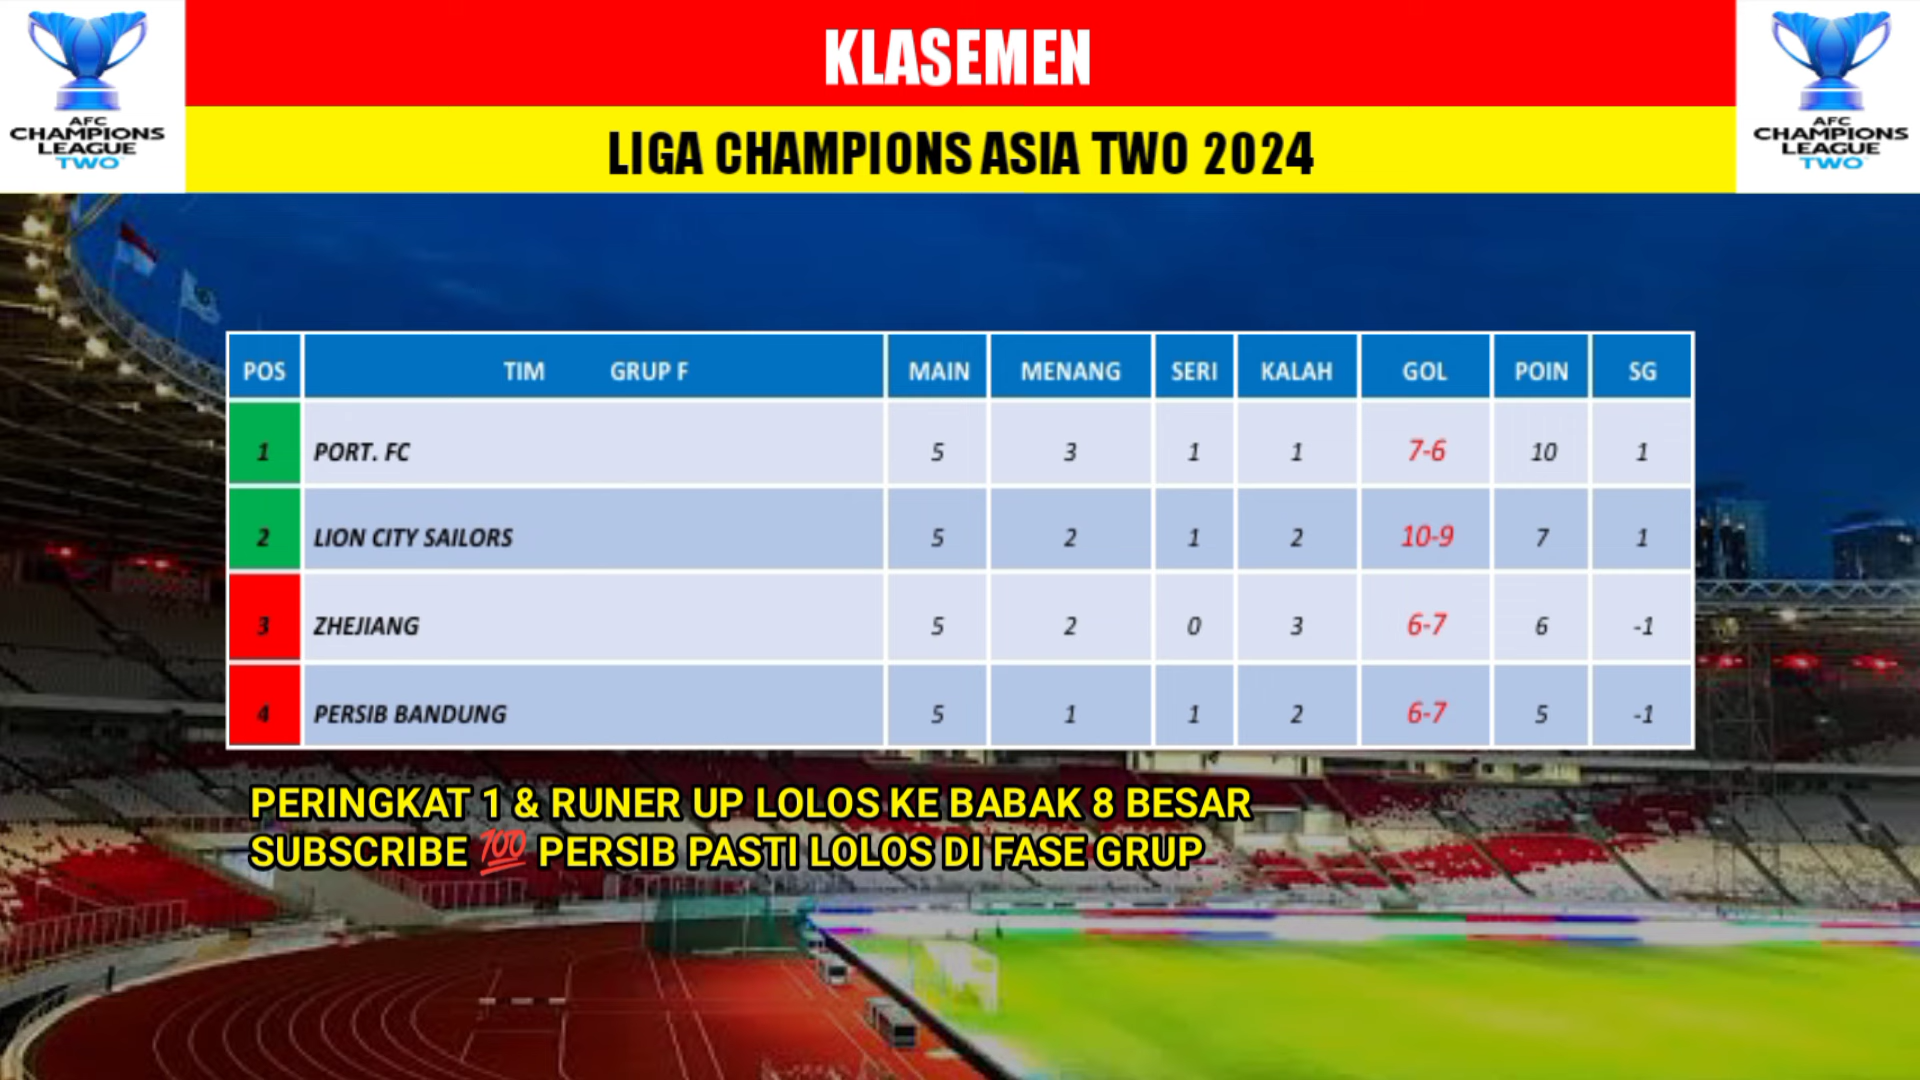 KLASEMEN
LIGA CHAMPIONS ASIA TWO 2024
AFC
CHAMPIONS
LEAGUE
TWO
AFC
CHAMPIONS
LEAGUE
TWO
POS TIM GRUP F MAIN MENANG SERI KALAH GOL POIN SG
1 PORT. FC 5 3 1 1 7-6 10 1
2 LION CITY SAILORS 5 2 1 2 10-9 7 1
3 ZHEJIANG 5 2 0 3 6-7 6 -1
4 PERSIB BANDUNG 5 1 1 2 6-7 5 -1
PERINGKAT 1 & RUNER UP LOLOS KE BABAK 8 BESAR
SUBSCRIBE 💯 PERSIB PASTI LOLOS DI FASE GRUP